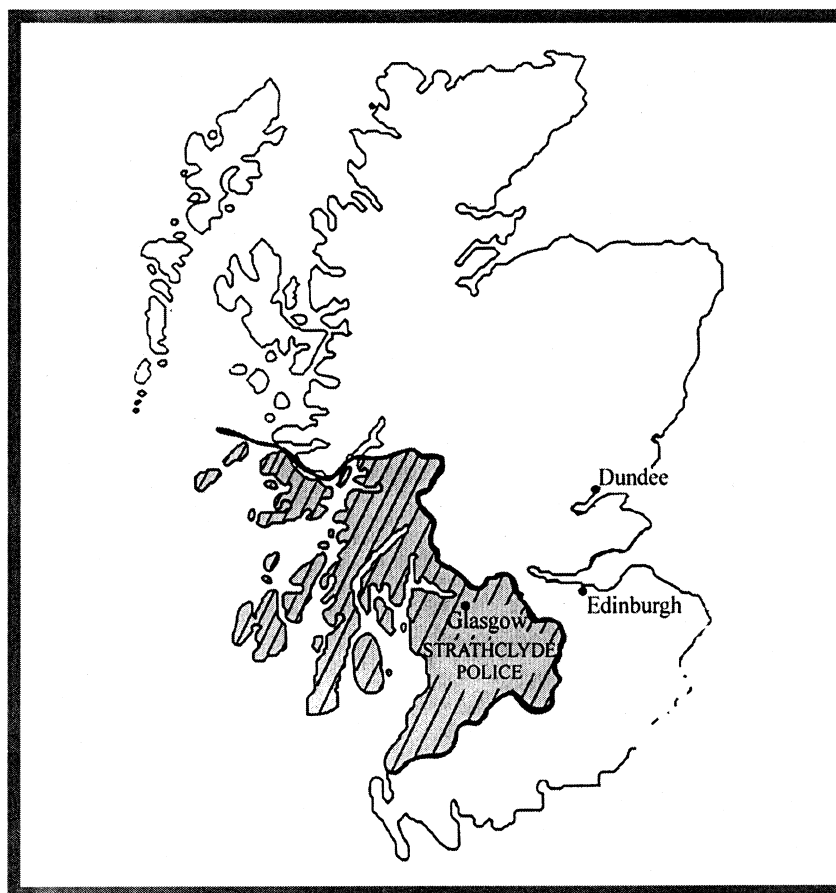 Dundee
Edinburgh
Glasgow
STRATHCLYDE
POLICE